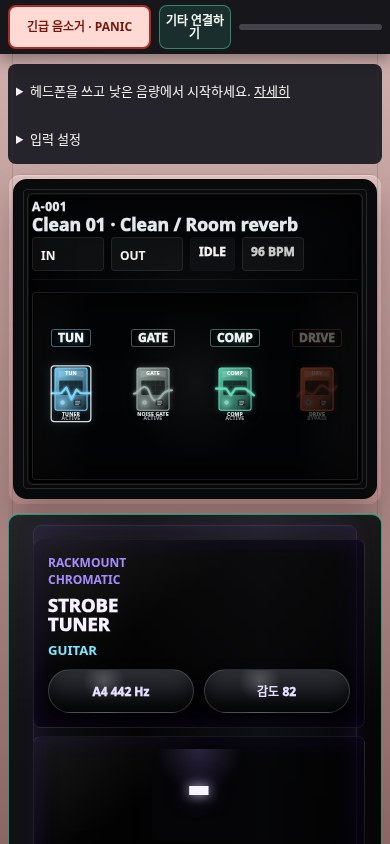 긴급 음소거 · PANIC
기타 연결하
기
▶ 헤드폰을 쓰고 낮은 음량에서 시작하세요. 자세히
▶ 입력 설정
A-001
Clean 01 · Clean / Room reverb
IN OUT IDLE 96 BPM
TUN GATE COMP DRIVE
TUN GATE COMP
TUNER NOISE GATE COMP DRIVE
ACTIVE ACTIVE ACTIVE BYPASS
RACKMOUNT
CHROMATIC
STROBE
TUNER
GUITAR
A4 442 Hz 감도 82